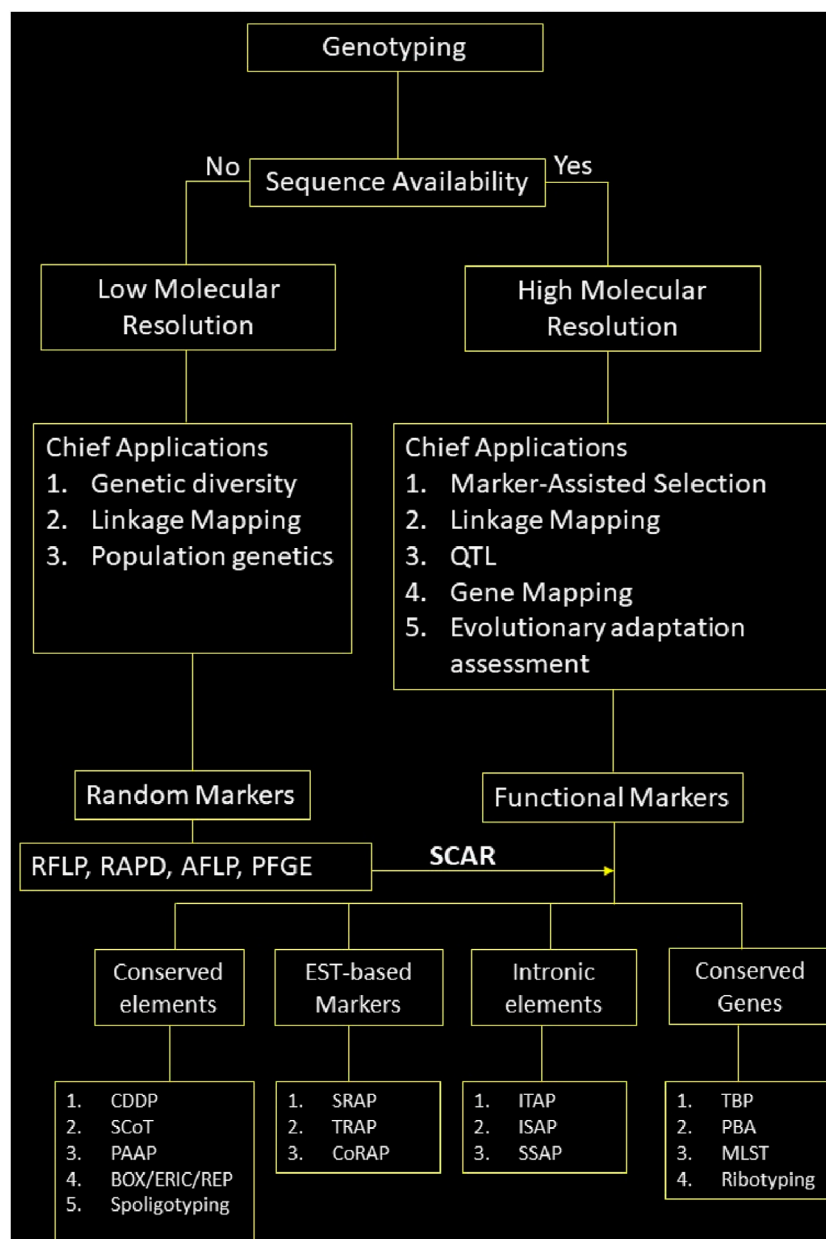 Genotyping
No
Yes
Sequence Availability
Low Molecular
Resolution
High Molecular
Resolution
Chief Applications
1. Genetic diversity
2. Linkage Mapping
3. Population genetics
Chief Applications
1. Marker-Assisted Selection
2. Linkage Mapping
3. QTL
4. Gene Mapping
5. Evolutionary adaptation
assessment
Random Markers
Functional Markers
RFLP, RAPD, AFLP, PFGE
SCAR
Conserved
elements
EST-based
Markers
Intronic
elements
Conserved
Genes
1. CDDP
2. SCoT
3. PAAP
4. BOX/ERIC/REP
5. Spoligotyping
1. SRAP
2. TRAP
3. CoRAP
1. ITAP
2. ISAP
3. SSAP
1. TBP
2. PBA
3. MLST
4. Ribotyping